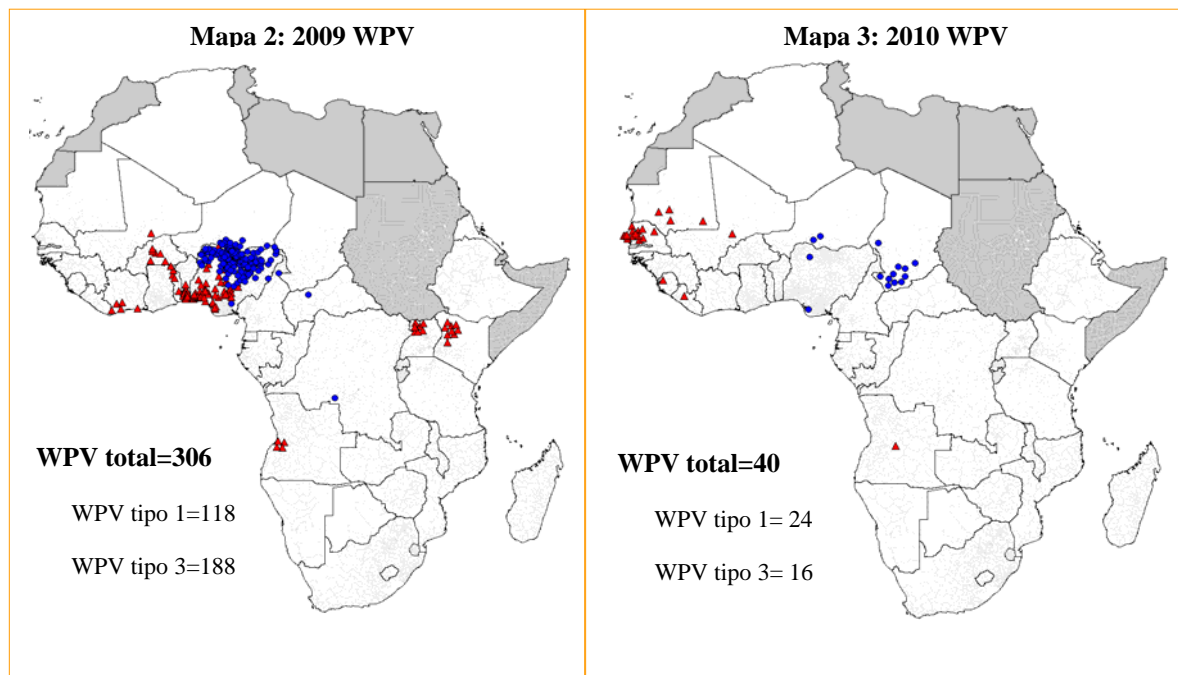 Mapa 2: 2009 WPV
WPV total=306
WPV tipo 1=118
WPV tipo 3=188
Mapa 3: 2010 WPV
WPV total=40
WPV tipo 1= 24
WPV tipo 3= 16